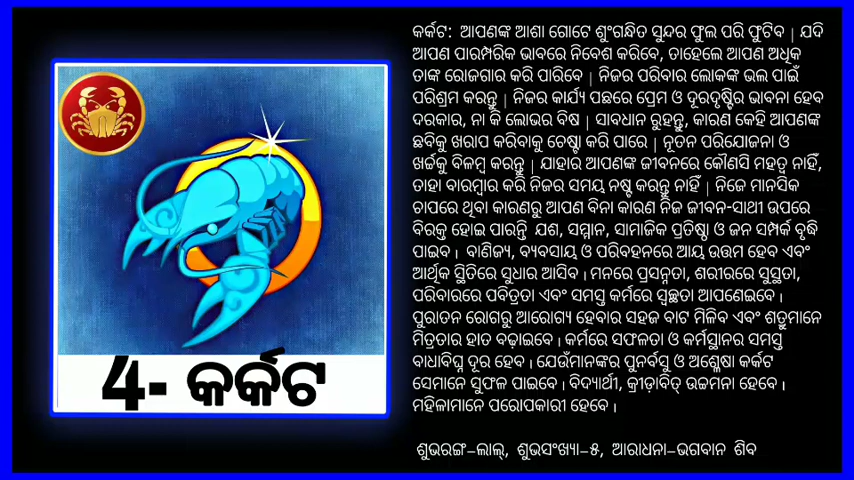 କର୍କଟ: ଆପଣଙ୍କ ଆଶା ଗୋଟେ ଶୁଂଗନ୍ଧିତ ସୁନ୍ଦର ଫୁଲ ପରି ଫୁଟିବ | ଯଦି
ଆପଣ ପାରମ୍ପରିକ ଭାବରେ ନିବେଶ କରିବେ, ତାହେଲେ ଆପଣ ଅଧିକ
ଟାଙ୍କ ରୋଜଗାର କରି ପାରିବେ | ନିଜର ପରିବାର ଲୋକଙ୍କ ଭଲ ପାଇଁ
ପରିଶ୍ରମ କରନ୍ତୁ | ନିଜର କାର୍ଯ୍ୟ ପଛରେ ପ୍ରେମ ଓ ଦୂରଦୃଷ୍ଟିର ଭାବନା ହେବ
ଦରକାର, ନା କି ଲୋଭର ବିଷ | ସାବଧାନ ରୁହନ୍ତୁ, କାରଣ କେହି ଆପଣଙ୍କ
ଛବିକୁ ଖରାପ କରିବାକୁ ଚେଷ୍ଟା କରି ପାରେ | ନୂତନ ପରିଯୋଜନା ଓ
ଖର୍ଚ୍ଚକୁ ବିଳମ୍ବ କରନ୍ତୁ | ଯାହାର ଆପଣଙ୍କ ଜୀବନରେ କୌଣସି ମହତ୍ୱ ନାହିଁ,
ତାହା ବାରମ୍ବାର କରି ନିଜର ସମୟ ନଷ୍ଟ କରନ୍ତୁ ନାହିଁ | ନିଜେ ମାନସିକ
ଚାପରେ ଥିବା କାରଣରୁ ଆପଣ ବିନା କାରଣ ନିଜ ଜୀବନ-ସାଥୀ ଉପରେ
ବିରକ୍ତ ହୋଇ ପାରନ୍ତି ଯଶ, ସମ୍ମାନ, ସାମାଜିକ ପ୍ରତିଷ୍ଠା ଓ ଜନ ସମ୍ପର୍କ ବୃଦ୍ଧି
ପାଇବ। ବାଣିଜ୍ୟ, ବ୍ୟବସାୟ ଓ ପରିବହନରେ ଆୟ ଉତ୍ତମ ହେବ ଏବଂ
ଆର୍ଥିକ ସ୍ଥିତିରେ ସୁଧାର ଆସିବ। ମନରେ ପ୍ରସନ୍ନତା, ଶରୀରରେ ସୁସ୍ଥତା,
ପରିବାରରେ ପବିତ୍ରତା ଏବଂ ସମସ୍ତ କର୍ମରେ ସ୍ୱଚ୍ଛତା ଆପଣେଇବେ।
ପୁରାତନ ରୋଗରୁ ଆରୋଗ୍ୟ ହେବାର ସହଜ ବାଟ ମିଳିବ ଏବଂ ଶତ୍ରୁମାନେ
ମିତ୍ରତାର ହାତ ବଢ଼ାଇବେ। କର୍ମରେ ସଫଳତା ଓ କର୍ମସ୍ଥାନର ସମସ୍ତ
ବାଧାବିଘ୍ନ ଦୂର ହେବ। ଯେଉଁମାନଙ୍କର ପୁନର୍ବସୁ ଓ ଅଶ୍ଳେଷା କର୍କଟ
ସେମାନେ ସୁଫଳ ପାଇବେ। ବିଦ୍ୟାର୍ଥୀ, କ୍ରୀଡ଼ାବିତ୍ ଉଚ୍ଚମନା ହେବେ।
ମହିଳାମାନେ ପରୋପକାରୀ ହେବେ।
ଶୁଭରଙ୍ଗ–ଲାଲ୍, ଶୁଭସଂଖ୍ୟା–୫, ଆରାଧନା–ଭଗବାନ ଶିବ
4- କର୍କଟ